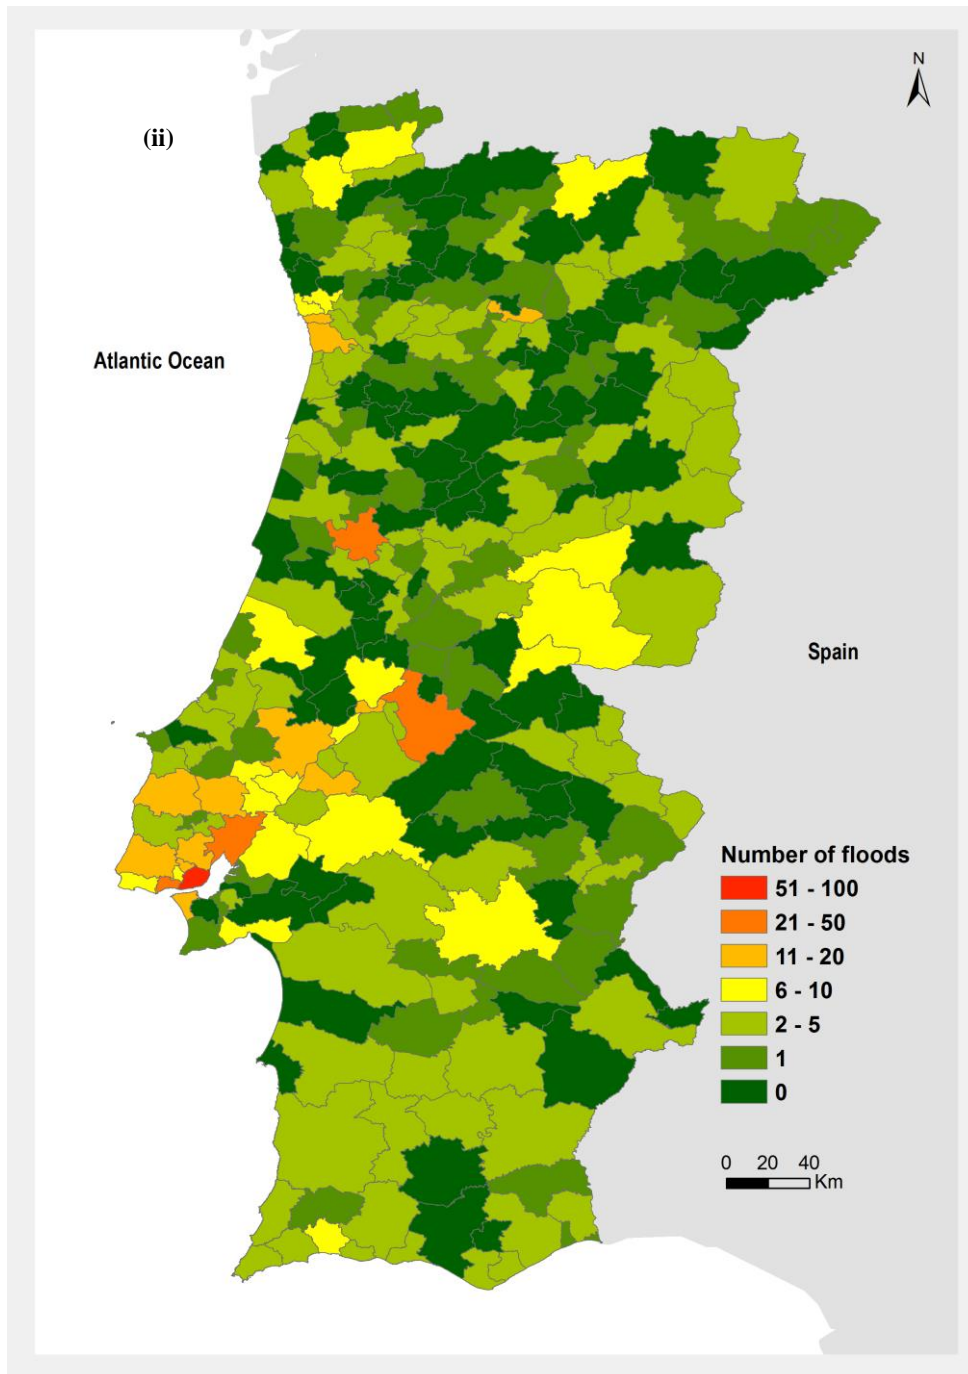 N
(ii)
Atlantic Ocean
Spain
Number of floods
51 - 100
21 - 50
11 - 20
6 - 10
2 - 5
1
0
0 20 40
Km